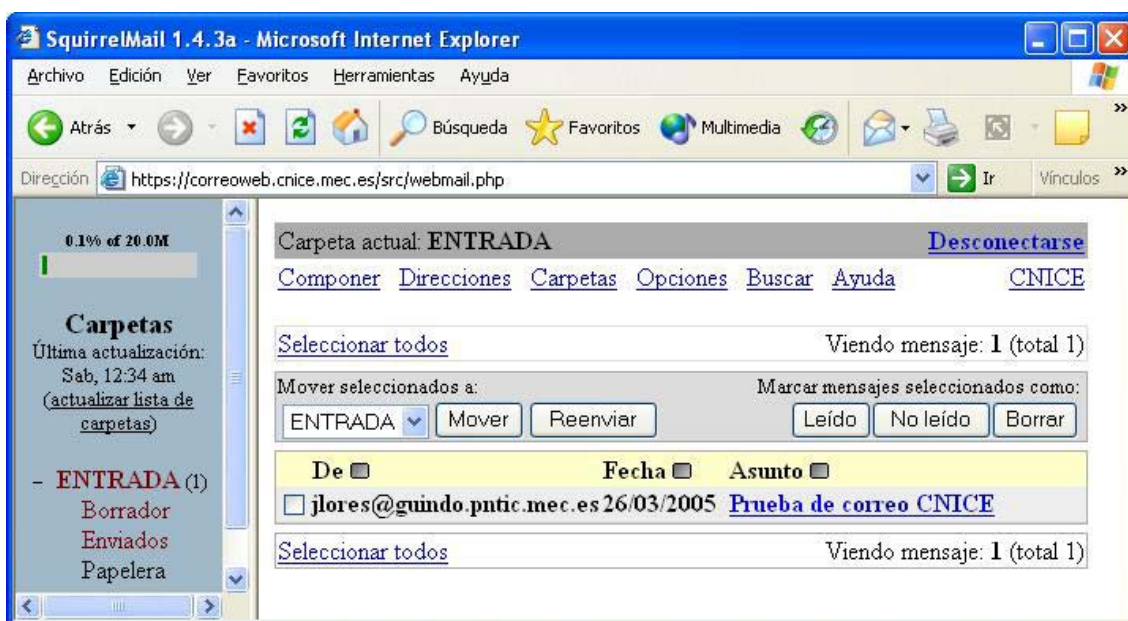 SquirrelMail 1.4.3a - Microsoft Internet Explorer
Archivo Edición Ver Favoritos Herramientas Ayuda
Atrás Búsqueda Favoritos Multimedia »
Dirección https://correoweb.cnice.mec.es/src/webmail.php Ir Vínculos »
0.1% of 20.0M
Carpetas
Última actualización:
Sab, 12:34 am
(actualizar lista de
carpetas)
– ENTRADA (1)
Borrador
Enviados
Papelera
Carpeta actual: ENTRADA Desconectarse
Componer Direcciones Carpetas Opciones Buscar Ayuda CNICE
Seleccionar todos Viendo mensaje: 1 (total 1)
Mover seleccionados a: Marcar mensajes seleccionados como:
ENTRADA Mover Reenviar Leído No leído Borrar
De Fecha Asunto
jlores@guindo.pntic.mec.es 26/03/2005 Prueba de correo CNICE
Seleccionar todos Viendo mensaje: 1 (total 1)